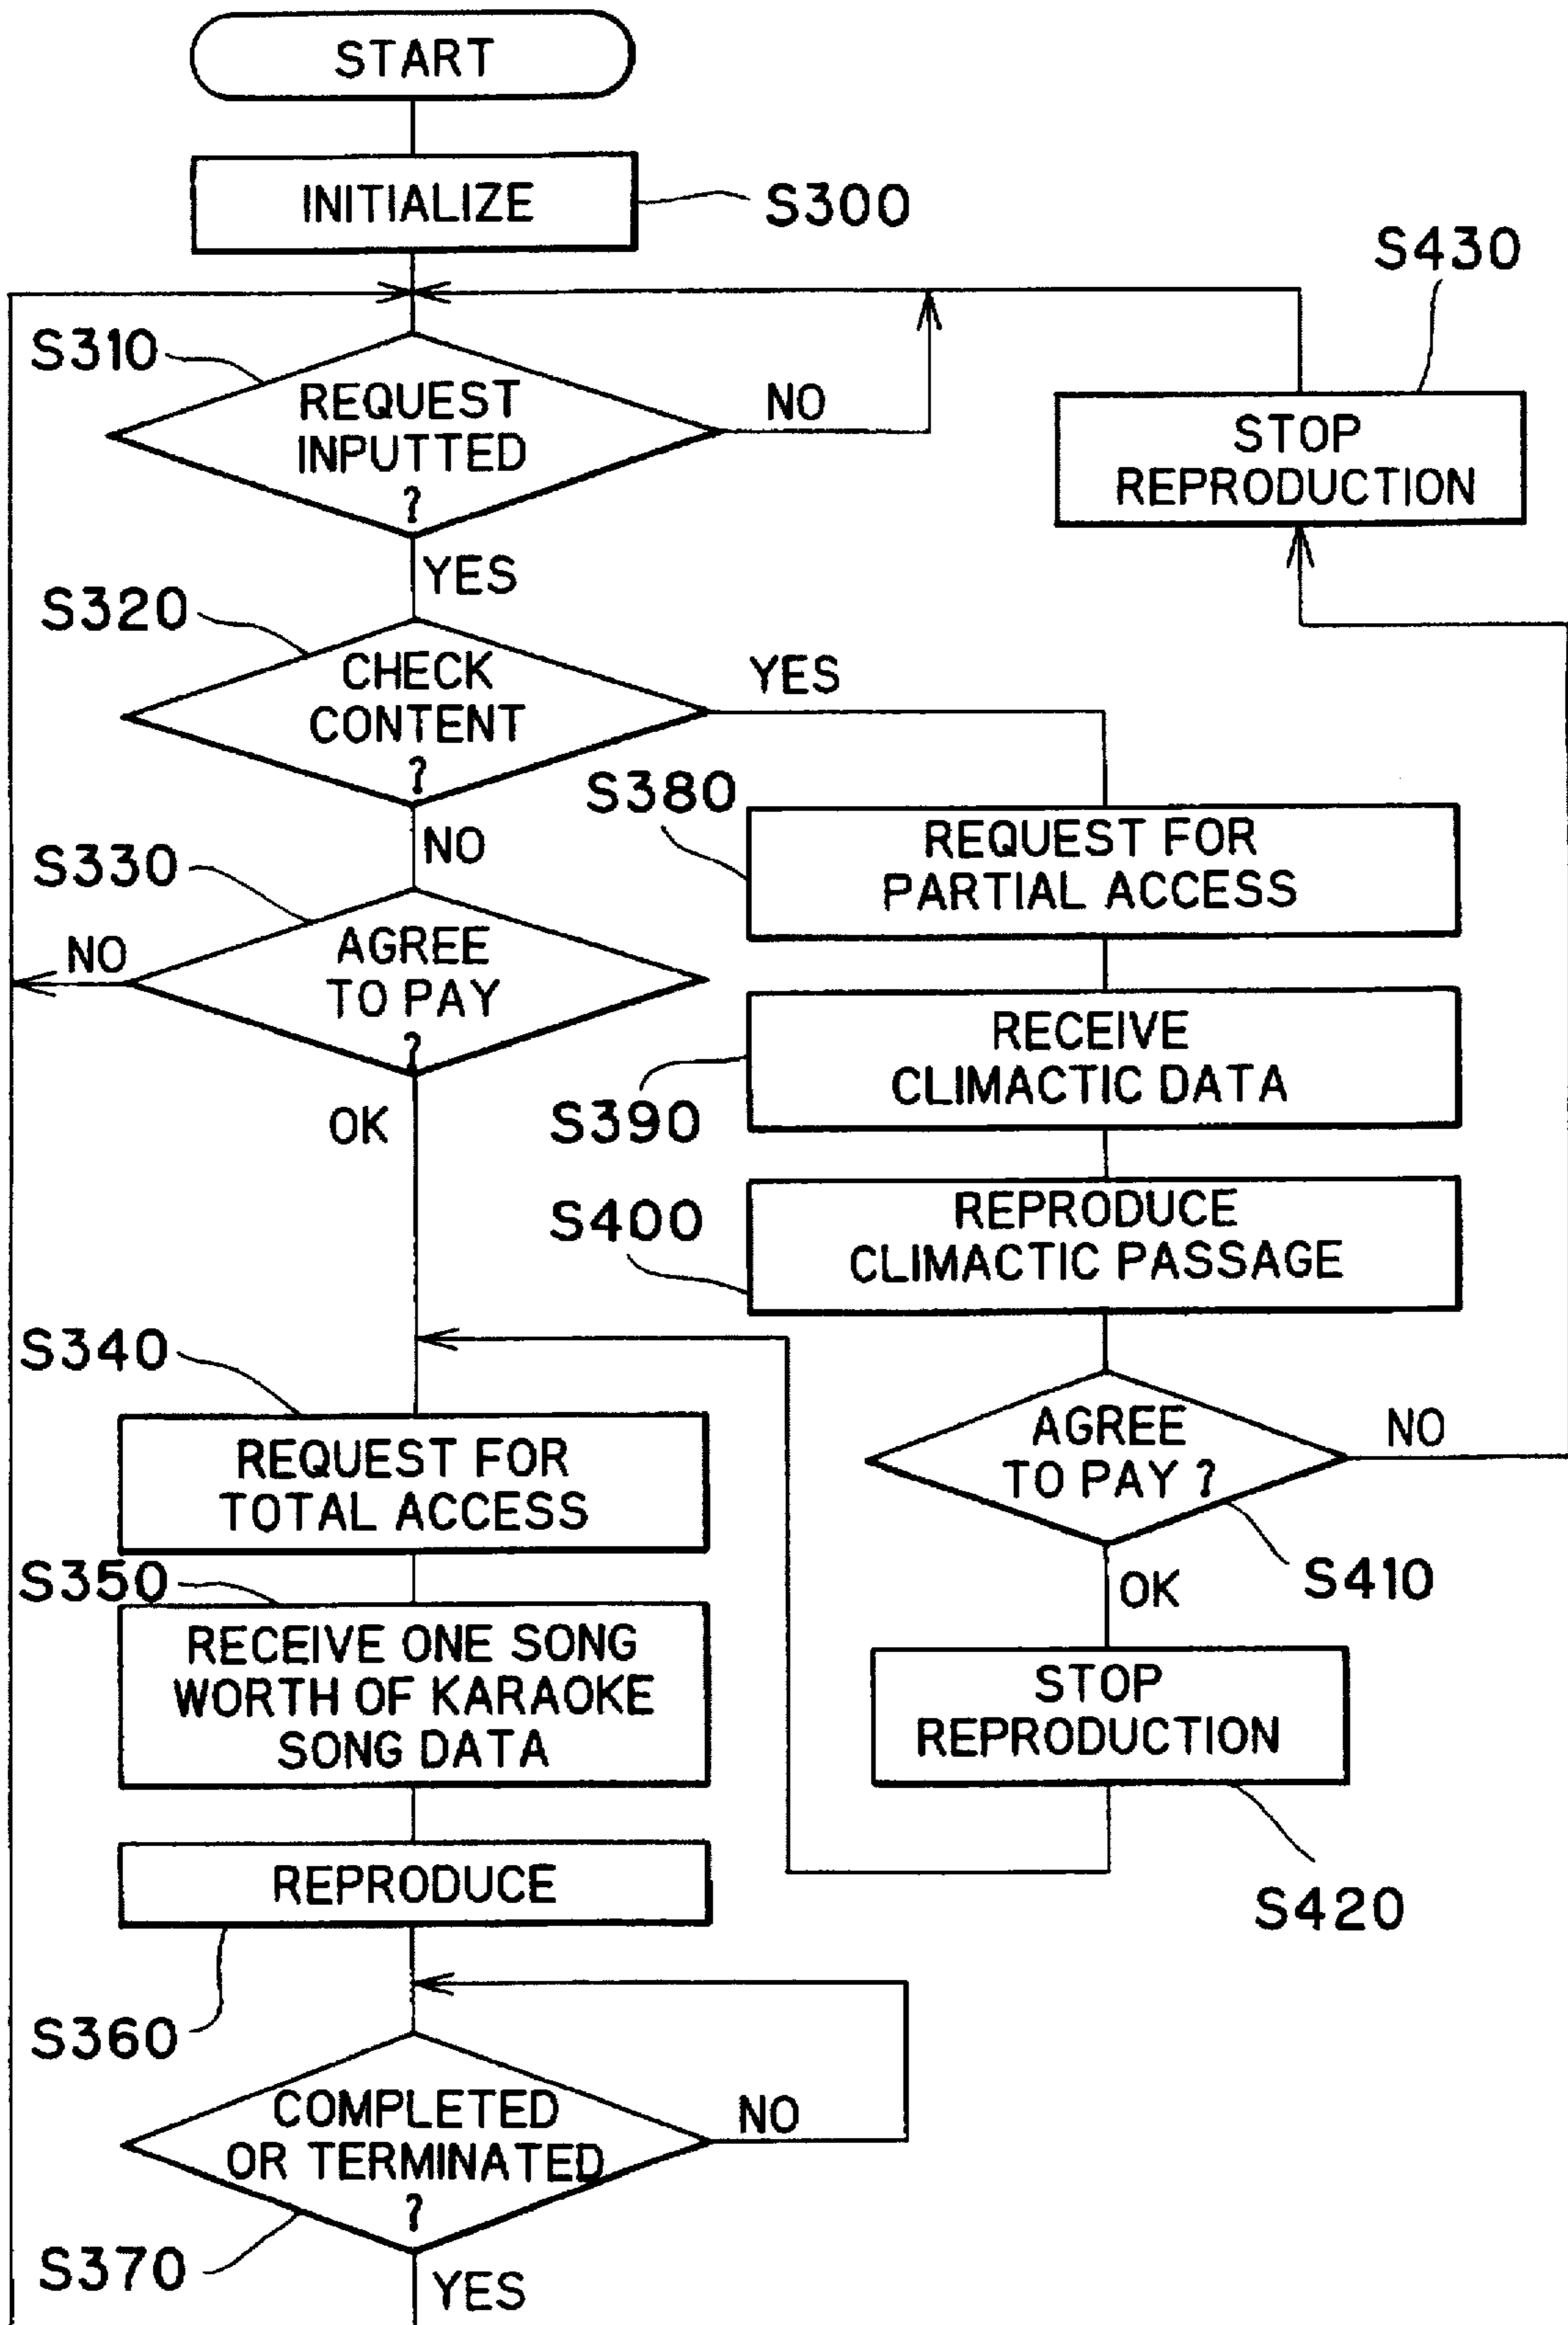 START
INITIALIZE
S300
S430
S310
REQUEST
INPUTTED
?
NO
STOP
REPRODUCTION
YES
S320
CHECK
CONTENT
?
YES
S380
REQUEST FOR
PARTIAL ACCESS
NO
S330
AGREE
TO PAY
?
NO
RECEIVE
CLIMACTIC DATA
S390
OK
REPRODUCE
CLIMACTIC PASSAGE
S400
S340
REQUEST FOR
TOTAL ACCESS
AGREE
TO PAY ?
NO
S410
OK
S350
RECEIVE ONE SONG
WORTH OF KARAOKE
SONG DATA
STOP
REPRODUCTION
S420
REPRODUCE
S360
COMPLETED
OR TERMINATED
?
NO
S370
YES